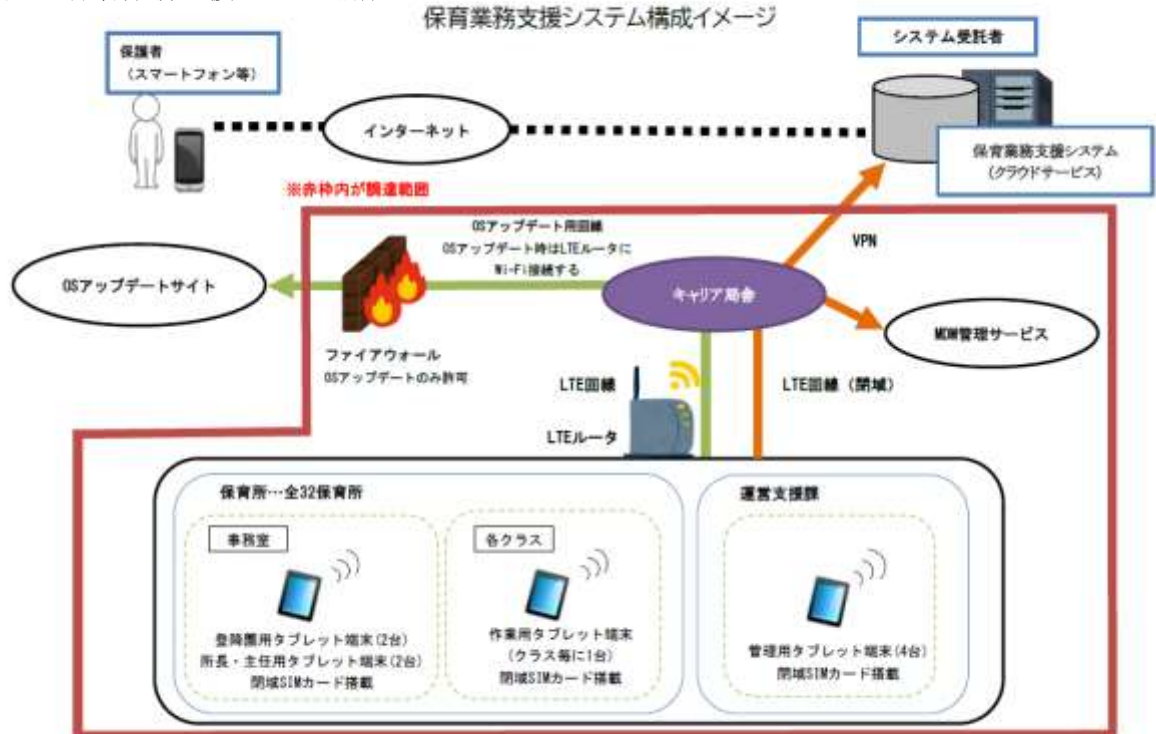 保育業務支援システム構成イメージ
保護者
（スマートフォン等）
システム受託者
インターネット
保育業務支援システム
(クラウドサービス)
※赤枠内が調達範囲
OSアップデート用回線
OSアップデート時はLTEルータに
Wi-Fi接続する
VPN
OSアップデートサイト
キャリア局舎
MDM管理サービス
ファイアウォール
OSアップデートのみ許可
LTE回線
LTE回線（閉域）
LTEルータ
保育所…全32保育所
運営支援課
事務室
各クラス
登降園用タブレット端末(2台)
所長・主任用タブレット端末(2台)
閉域SIMカード搭載
作業用タブレット端末
(クラス毎に1台)
閉域SIMカード搭載
管理用タブレット端末(4台)
閉域SIMカード搭載